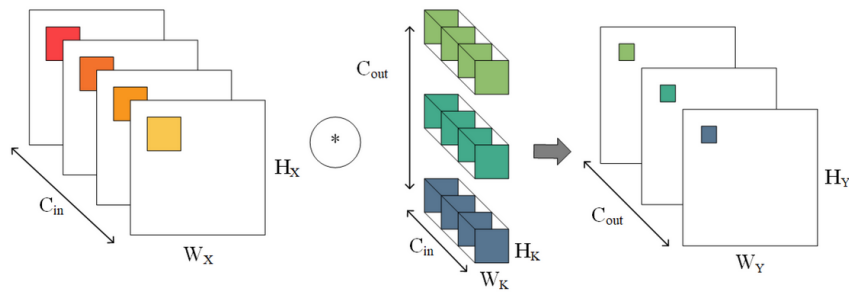 C_in
W_X
H_X
*
C_out
C_in
W_K
H_K
C_out
W_Y
H_Y